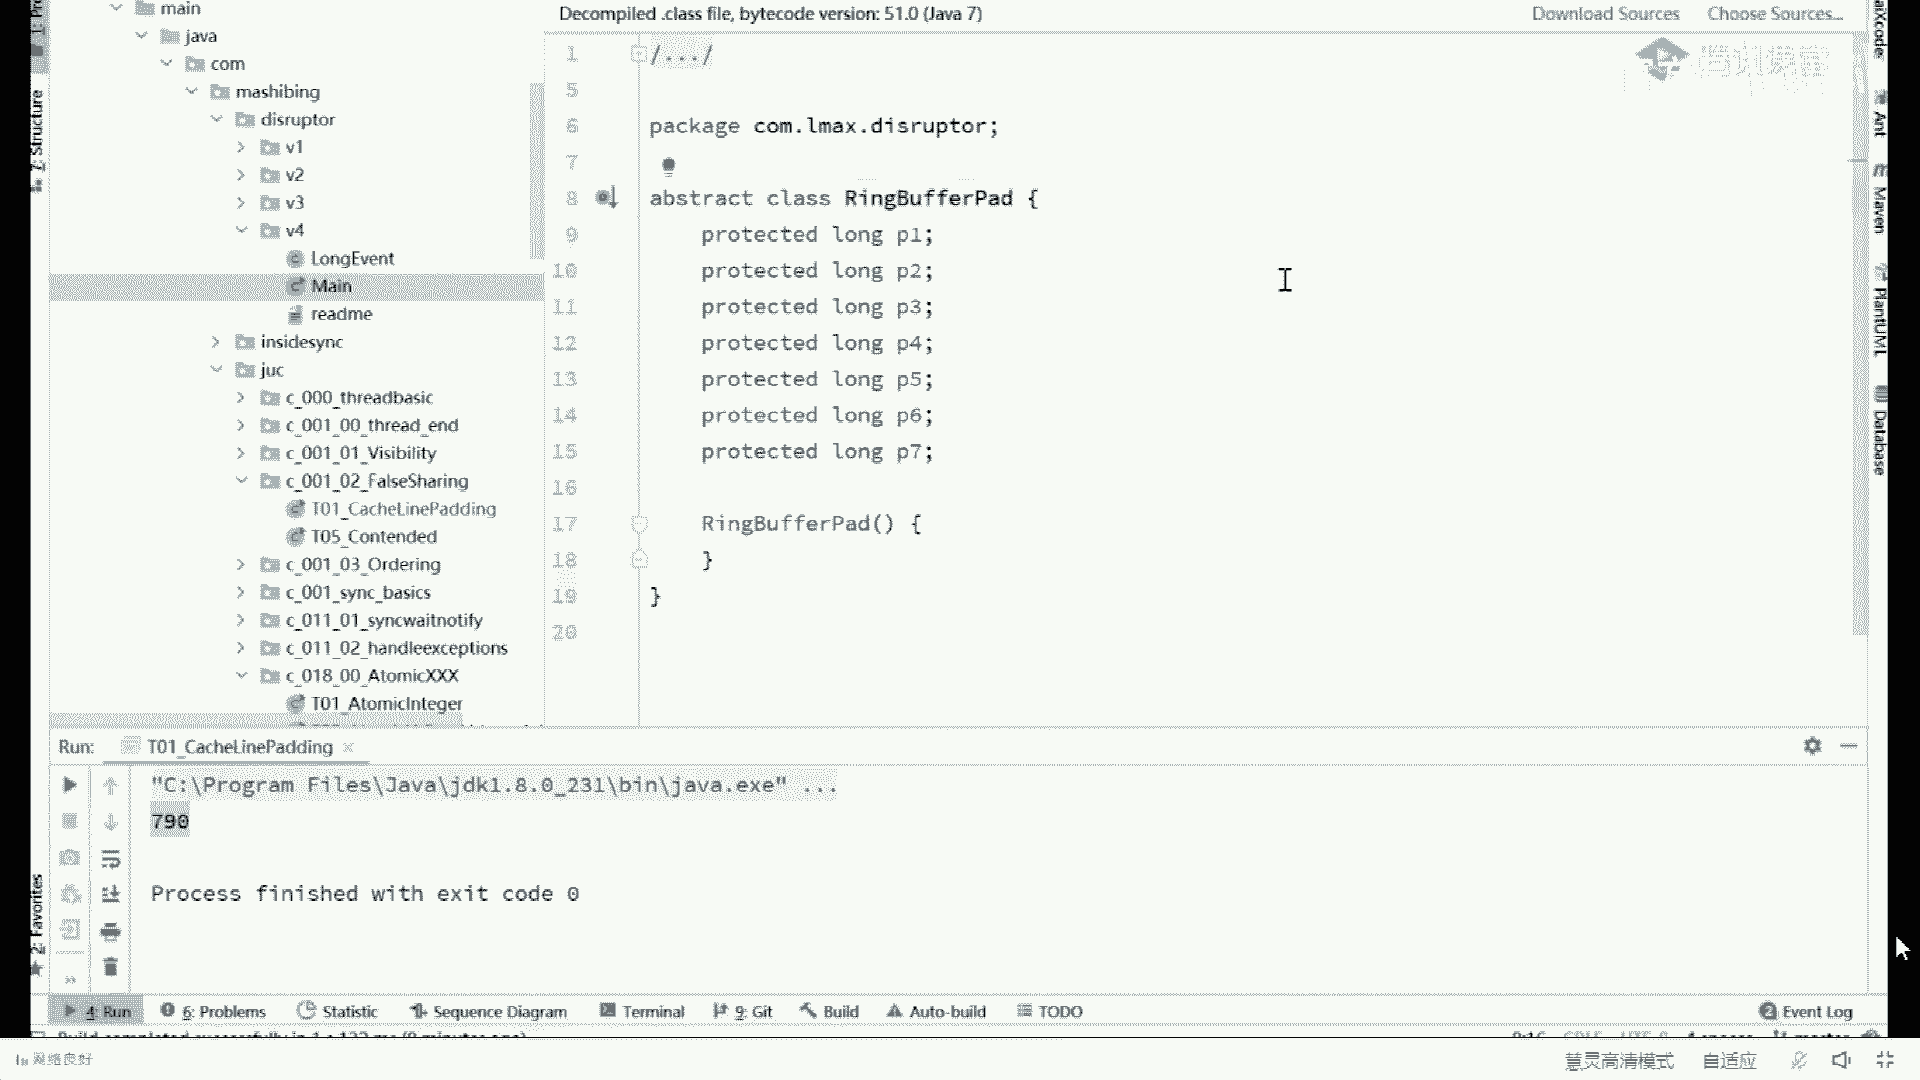 main
java
com
mashibing
disruptor
v1
v2
v3
v4
LongEvent
Main
readme
insidesync
juc
c_000_threadbasic
c_001_00_thread_end
c_001_01_Visibility
c_001_02_FalseSharing
T01_CacheLinePadding
T05_Contended
c_001_03_Ordering
c_001_sync_basics
c_011_01_syncwaitnotify
c_011_02_handleexceptions
c_018_00_AtomicXXX
T01_AtomicInteger
Decompiled .class file, bytecode version: 51.0 (Java 7)
Download Sources Choose Sources...
1 /.../
5
6 package com.lmax.disruptor;
7
8 abstract class RingBufferPad {
9 protected long p1;
10 protected long p2;
11 protected long p3;
12 protected long p4;
13 protected long p5;
14 protected long p6;
15 protected long p7;
16
17 RingBufferPad() {
18 }
19 }
20
Z: Structure
2: Favorites
Ant
Maven
PlantUML
Database
Run: T01_CacheLinePadding
"C:\Program Files\Java\jdk1.8.0_231\bin\java.exe" ...
790
Process finished with exit code 0
4: Run 6: Problems Statistic Sequence Diagram Terminal 9: Git Build Auto-build TODO 2 Event Log
网络良好 慧灵高清模式 自适应